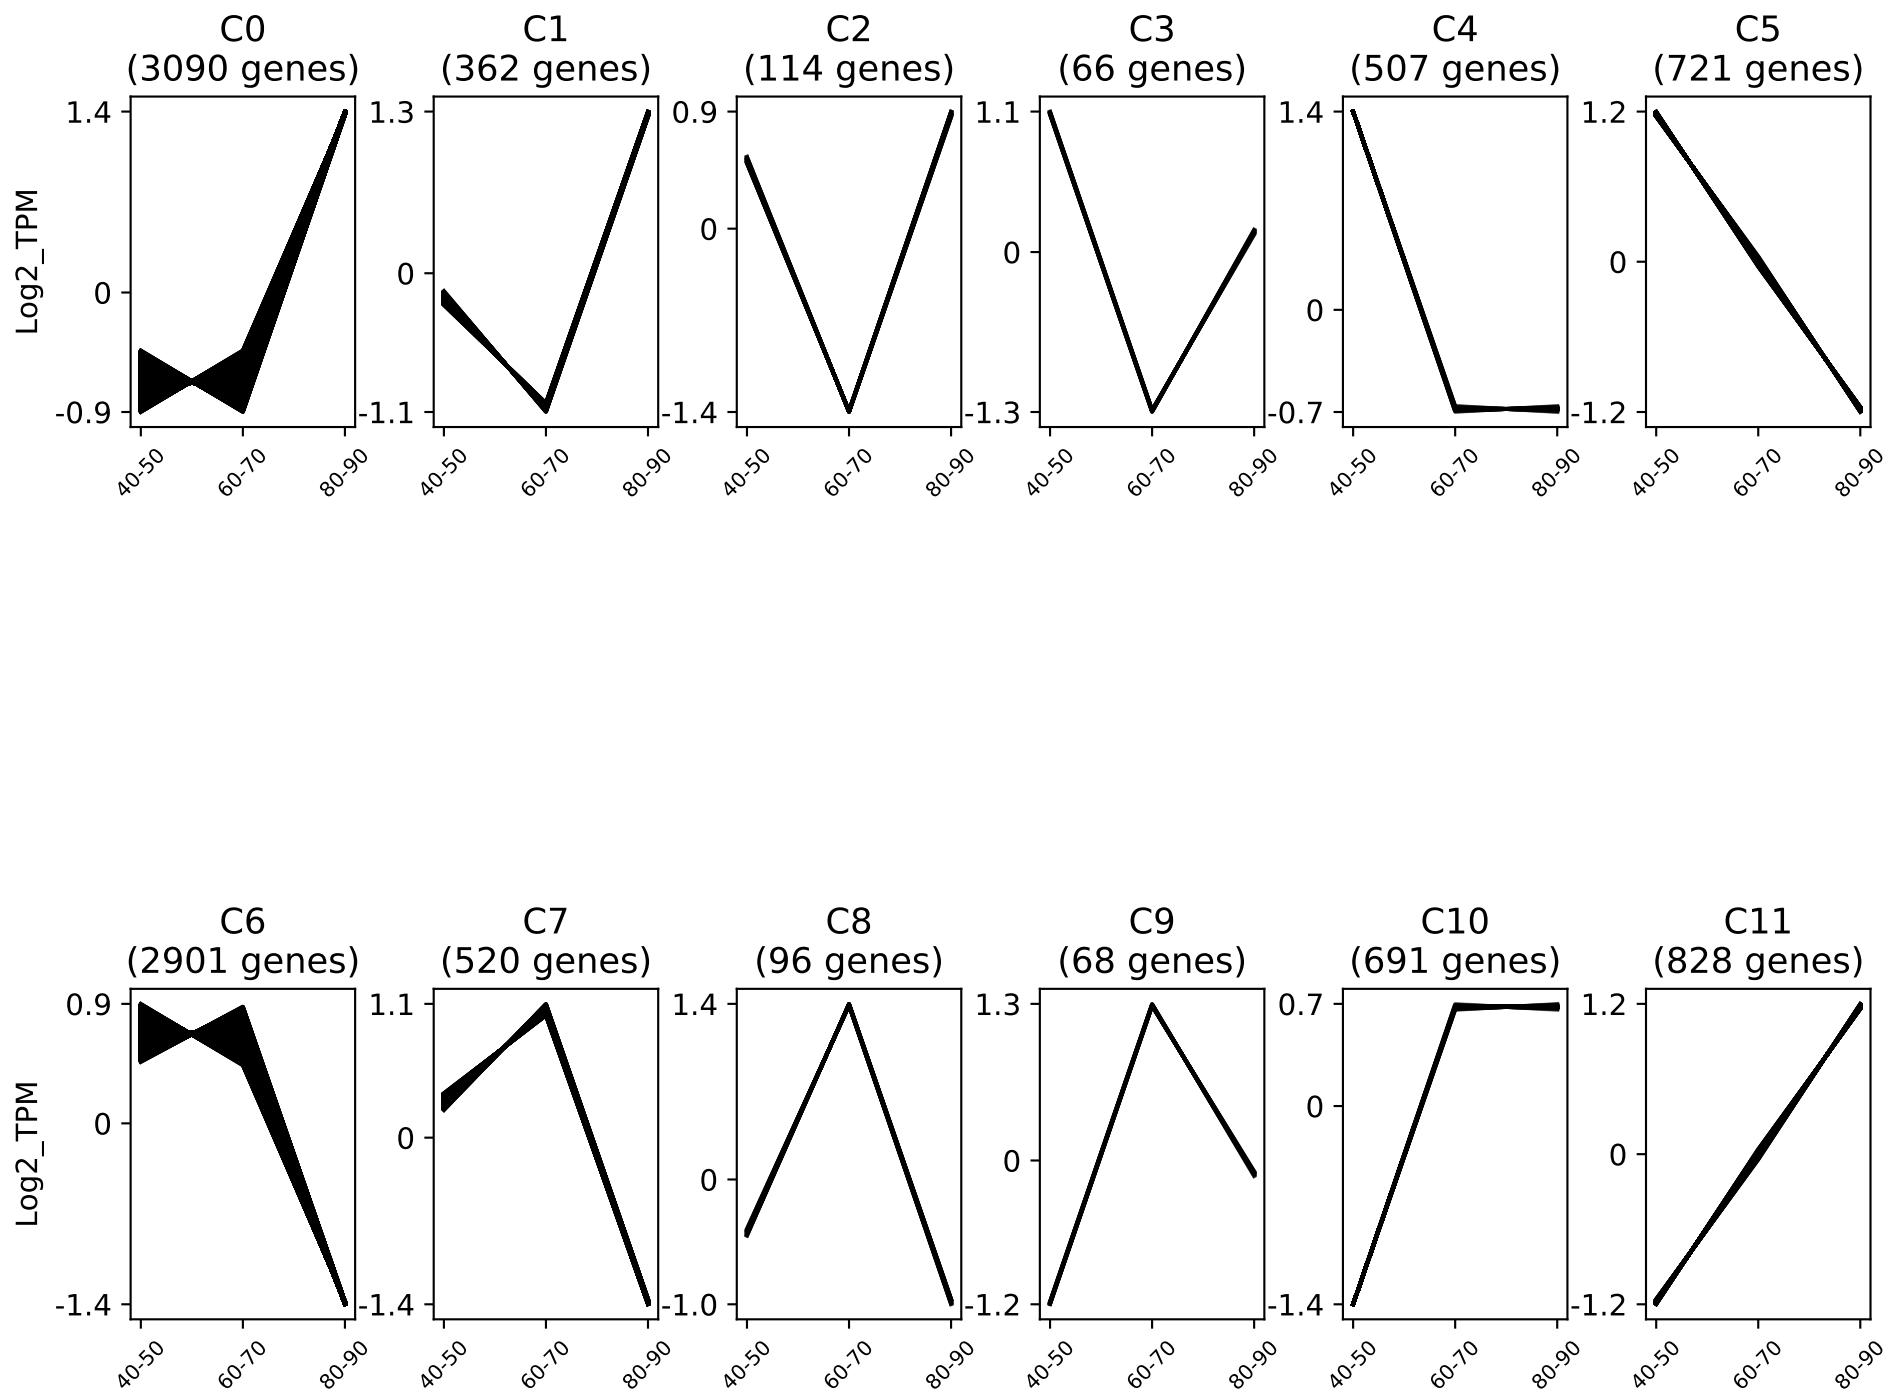 C0
(3090 genes)
C1
(362 genes)
C2
(114 genes)
C3
(66 genes)
C4
(507 genes)
C5
(721 genes)
Log2_TPM
1.4
0
-0.9
40-50
60-70
80-90
1.3
0
-1.1
40-50
60-70
80-90
0.9
0
-1.4
40-50
60-70
80-90
1.1
0
-1.3
40-50
60-70
80-90
1.4
0
-0.7
40-50
60-70
80-90
1.2
0
-1.2
40-50
60-70
80-90
C6
(2901 genes)
C7
(520 genes)
C8
(96 genes)
C9
(68 genes)
C10
(691 genes)
C11
(828 genes)
Log2_TPM
0.9
0
-1.4
40-50
60-70
80-90
1.1
0
-1.4
40-50
60-70
80-90
1.4
0
-1.0
40-50
60-70
80-90
1.3
0
-1.2
40-50
60-70
80-90
0.7
0
-1.4
40-50
60-70
80-90
1.2
0
-1.2
40-50
60-70
80-90